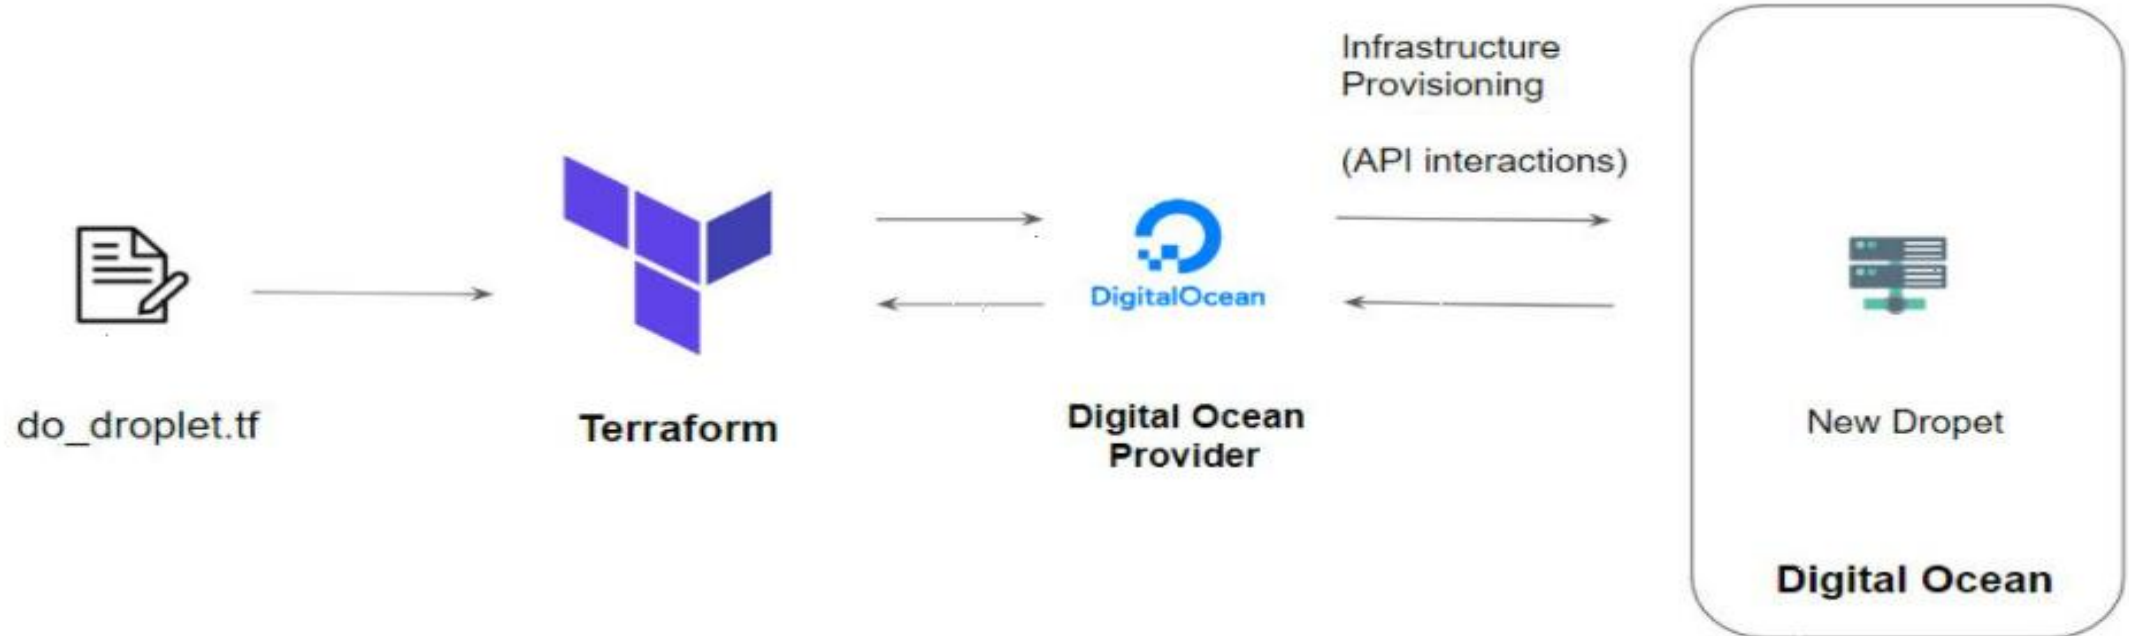 Infrastructure
Provisioning
(API interactions)
DigitalOcean
do_droplet.tf
Terraform
Digital Ocean
Provider
New Dropet
Digital Ocean